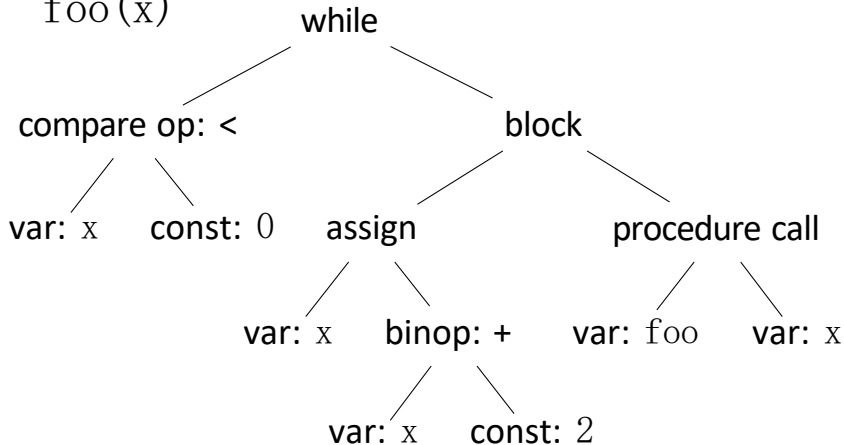 foo(x)
while
compare op: <
block
var: x
const: 0
assign
procedure call
var: x
binop: +
var: foo
var: x
var: x
const: 2